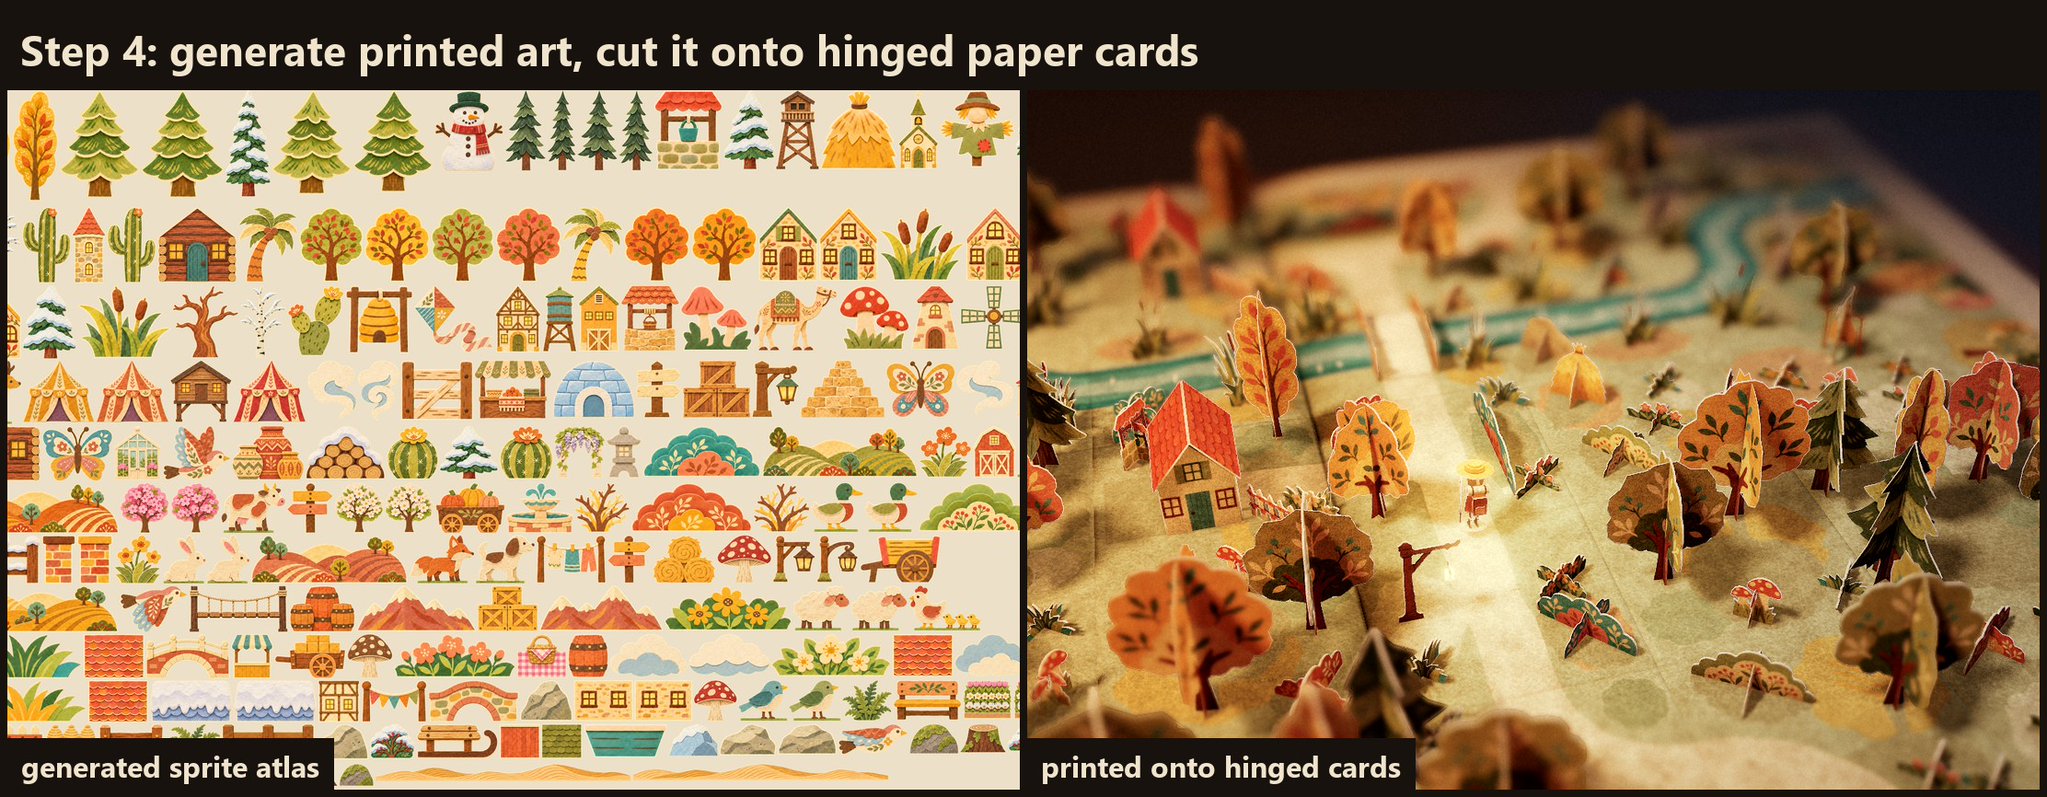 Step 4: generate printed art, cut it onto hinged paper cards
generated sprite atlas
printed onto hinged cards